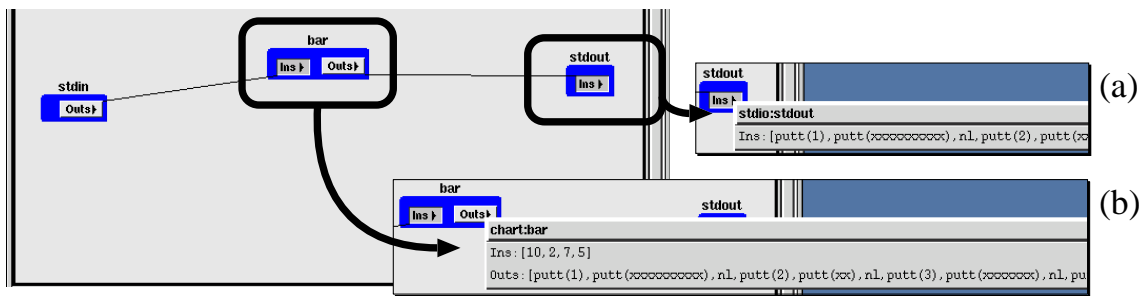 bar
Ins Outs
stdin
Outs
stdout
Ins
stdout
Ins
stdio:stdout
Ins:[putt(1),putt(xxxxxxxxxx),nl,putt(2),putt(xx
(a)
bar
Ins Outs
stdout
chart:bar
Ins:[10,2,7,5]
Outs:[putt(1),putt(xxxxxxxxxx),nl,putt(2),putt(xx),nl,putt(3),putt(xxxxxxx),nl,pu
(b)